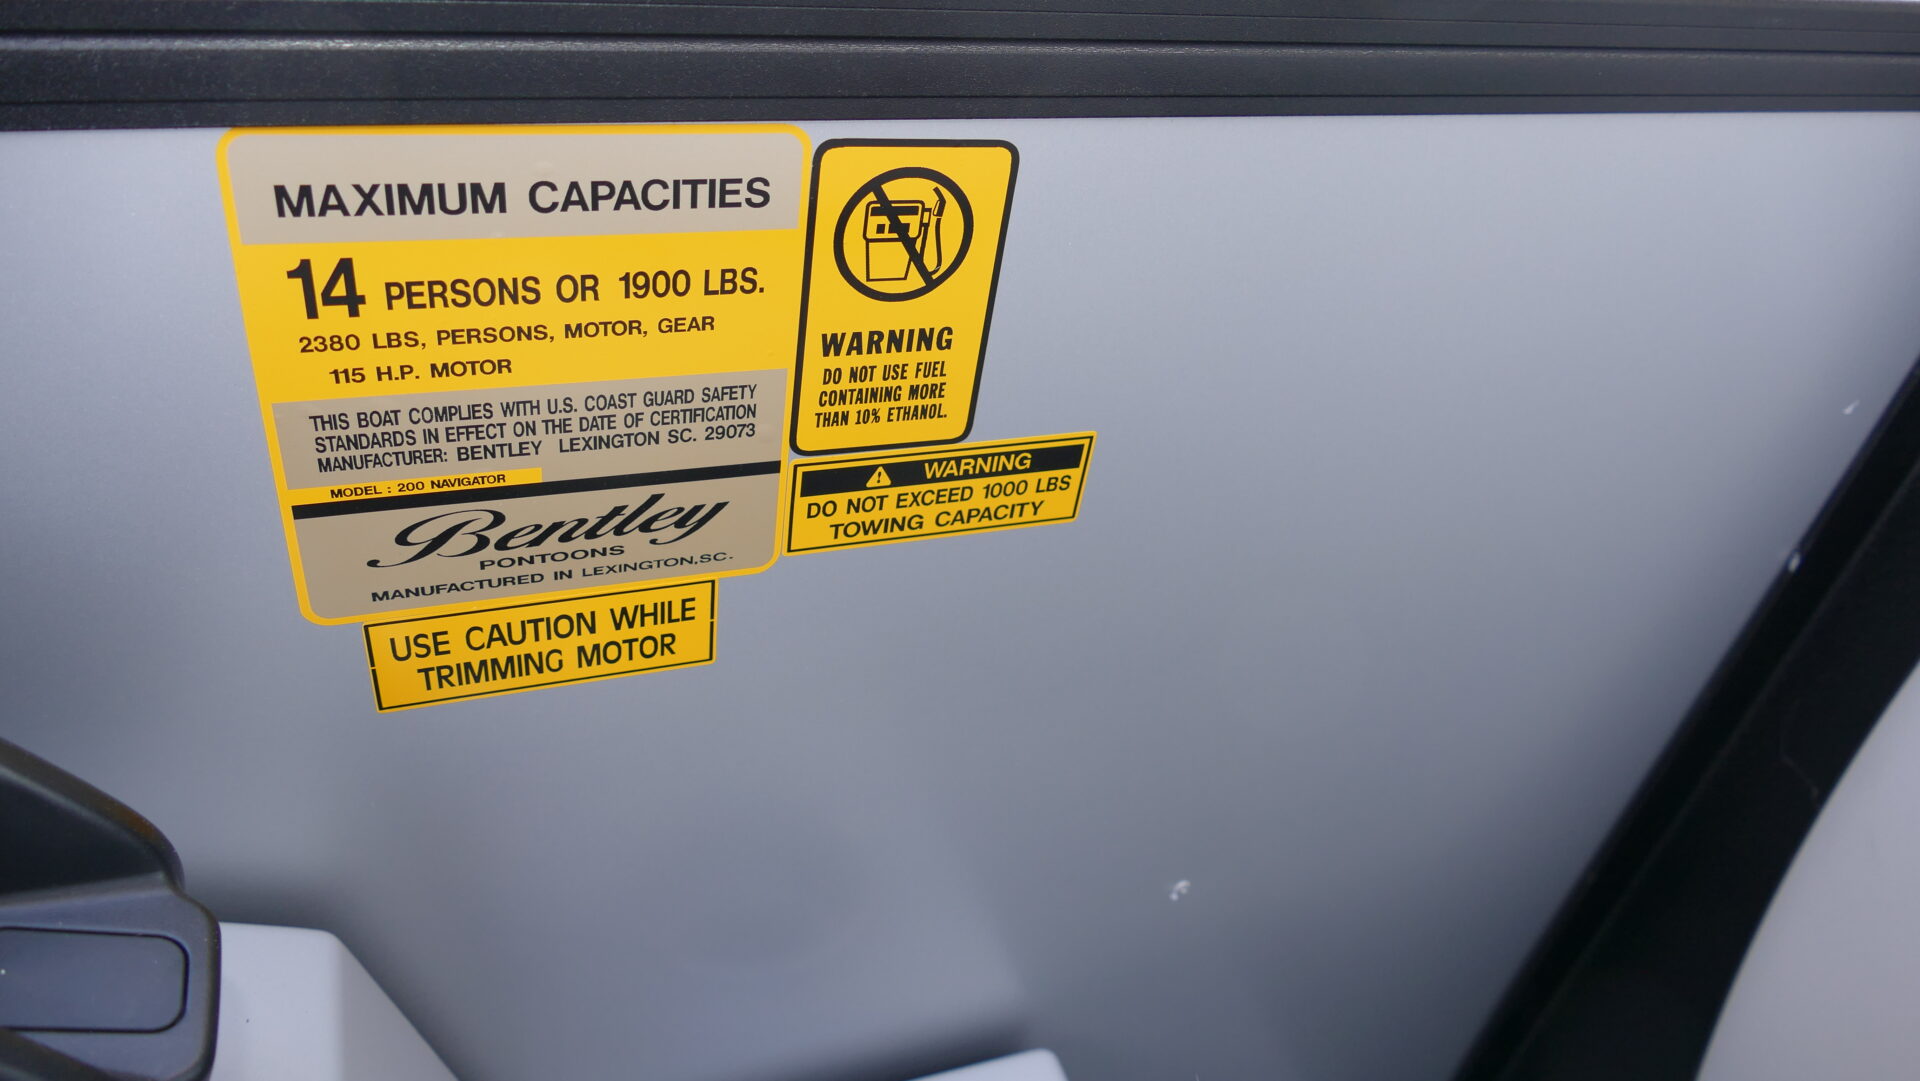 MAXIMUM CAPACITIES
14 PERSONS OR 1900 LBS.
2380 LBS, PERSONS, MOTOR, GEAR
115 H.P. MOTOR
THIS BOAT COMPLIES WITH U.S. COAST GUARD SAFETY
STANDARDS IN EFFECT ON THE DATE OF CERTIFICATION
MANUFACTURER: BENTLEY LEXINGTON SC. 29073
MODEL : 200 NAVIGATOR
Bentley
PONTOONS
MANUFACTURED IN LEXINGTON,SC.
WARNING
DO NOT USE FUEL
CONTAINING MORE
THAN 10% ETHANOL.
WARNING
DO NOT EXCEED 1000 LBS
TOWING CAPACITY
USE CAUTION WHILE
TRIMMING MOTOR